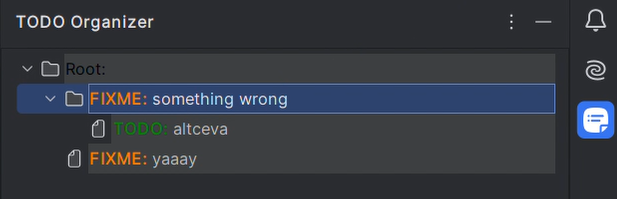 TODO Organizer
Root:
FIXME: something wrong
TODO: altceva
FIXME: yaaay